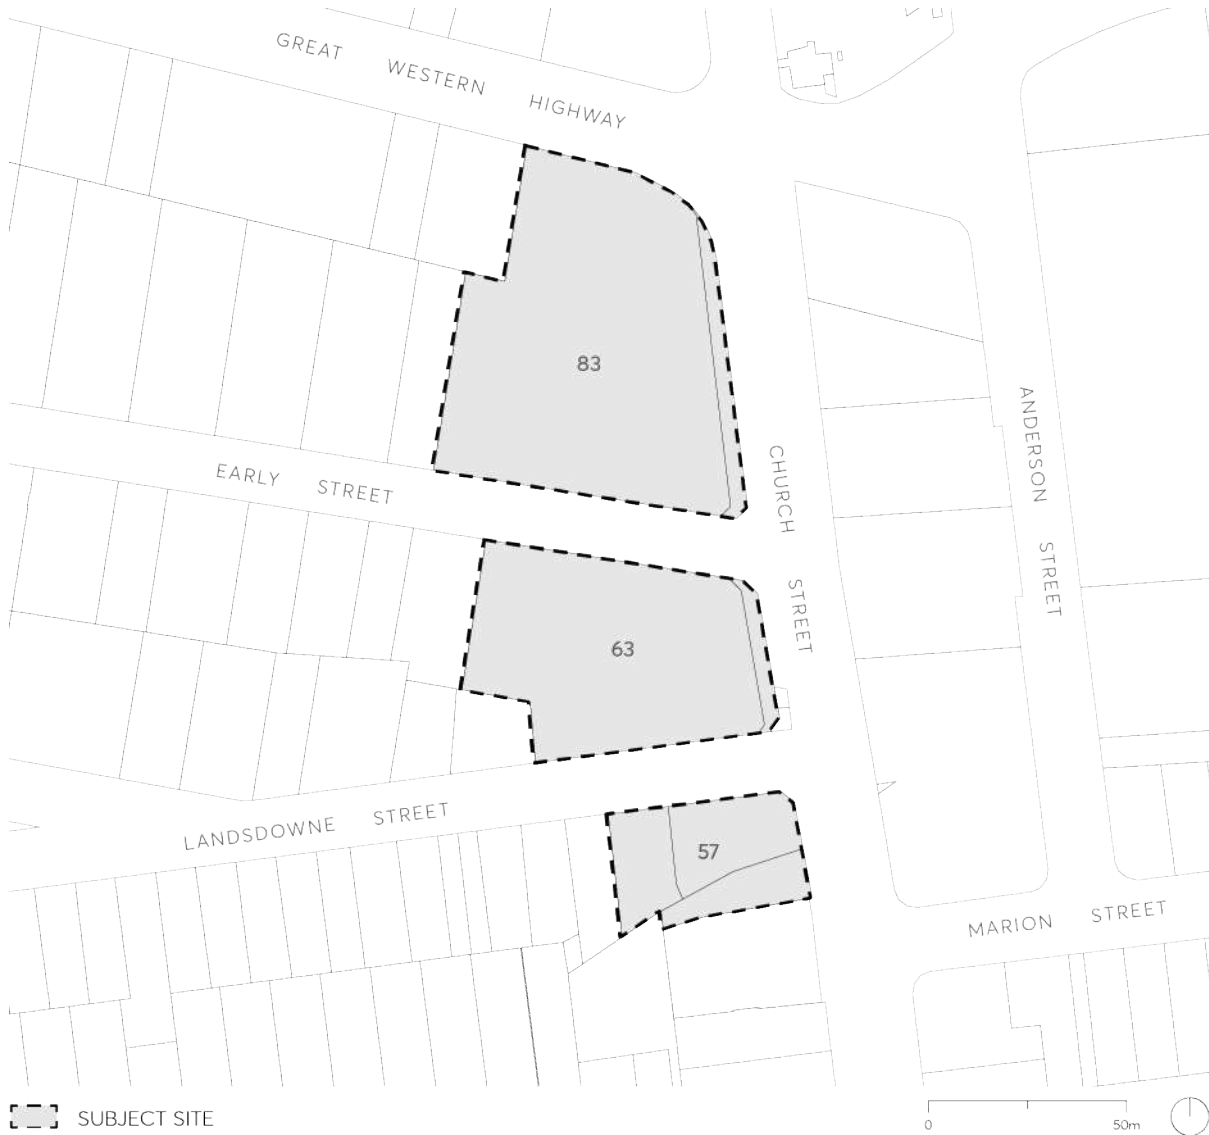 GREAT WESTERN HIGHWAY
83
ANDERSON STREET
CHURCH STREET
EARLY STREET
63
LANDSDOWNE STREET
57
MARION STREET
SUBJECT SITE
0 50m